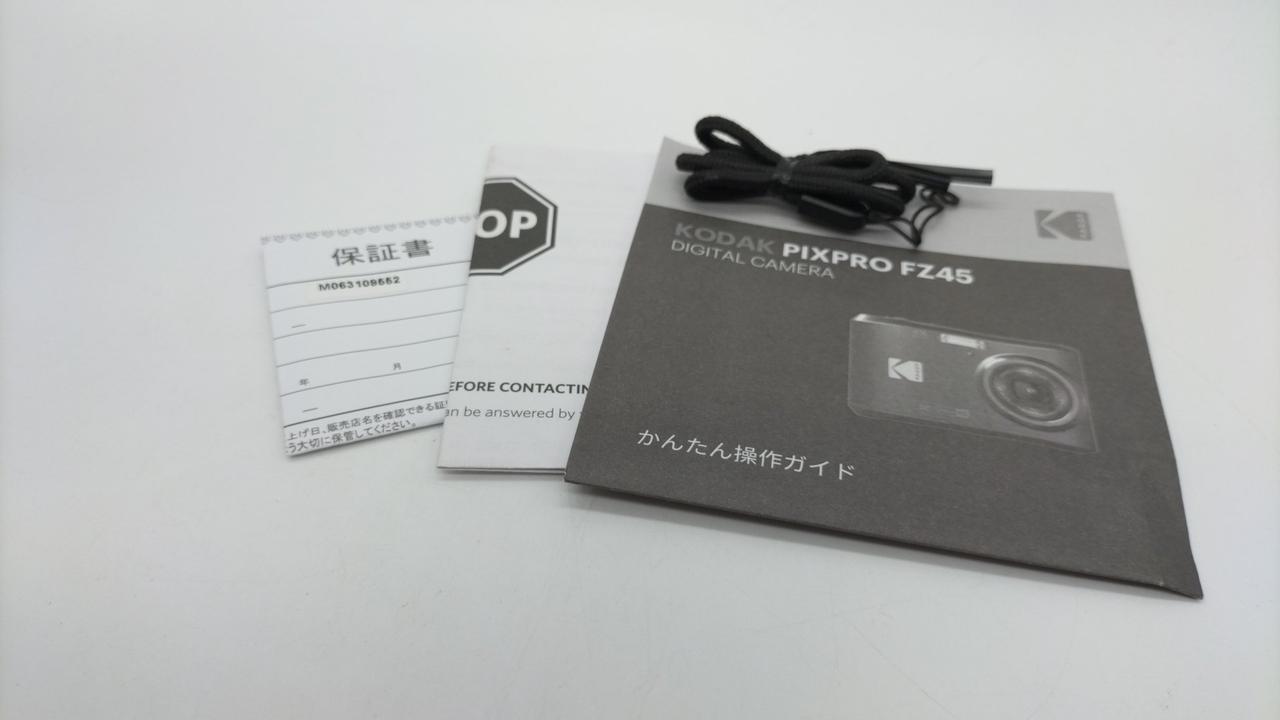 保証書
M063109552
年 月
上げ日、販売店名を確認できる証
う大切に保管してください。
OP
EFORE CONTACTIN
an be answered by
KODAK PIXPRO FZ45
DIGITAL CAMERA
KODAK
かんたん操作ガイド